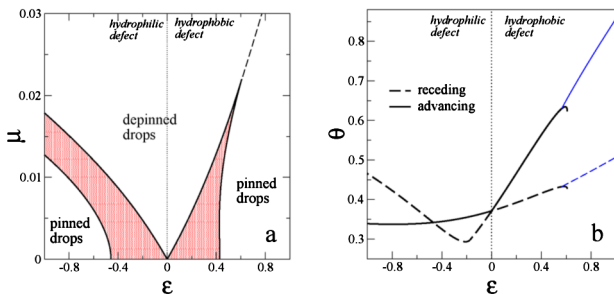 0.03
0.02
0.01
0
μ
hydrophilic
defect
hydrophobic
defect
depinned
drops
pinned
drops
pinned
drops
a
-0.8
-0.4
0
0.4
0.8
ε
0.8
0.7
0.6
0.5
0.4
0.3
θ
hydrophilic
defect
hydrophobic
defect
receding
advancing
b
-0.8
-0.4
0
0.4
0.8
ε